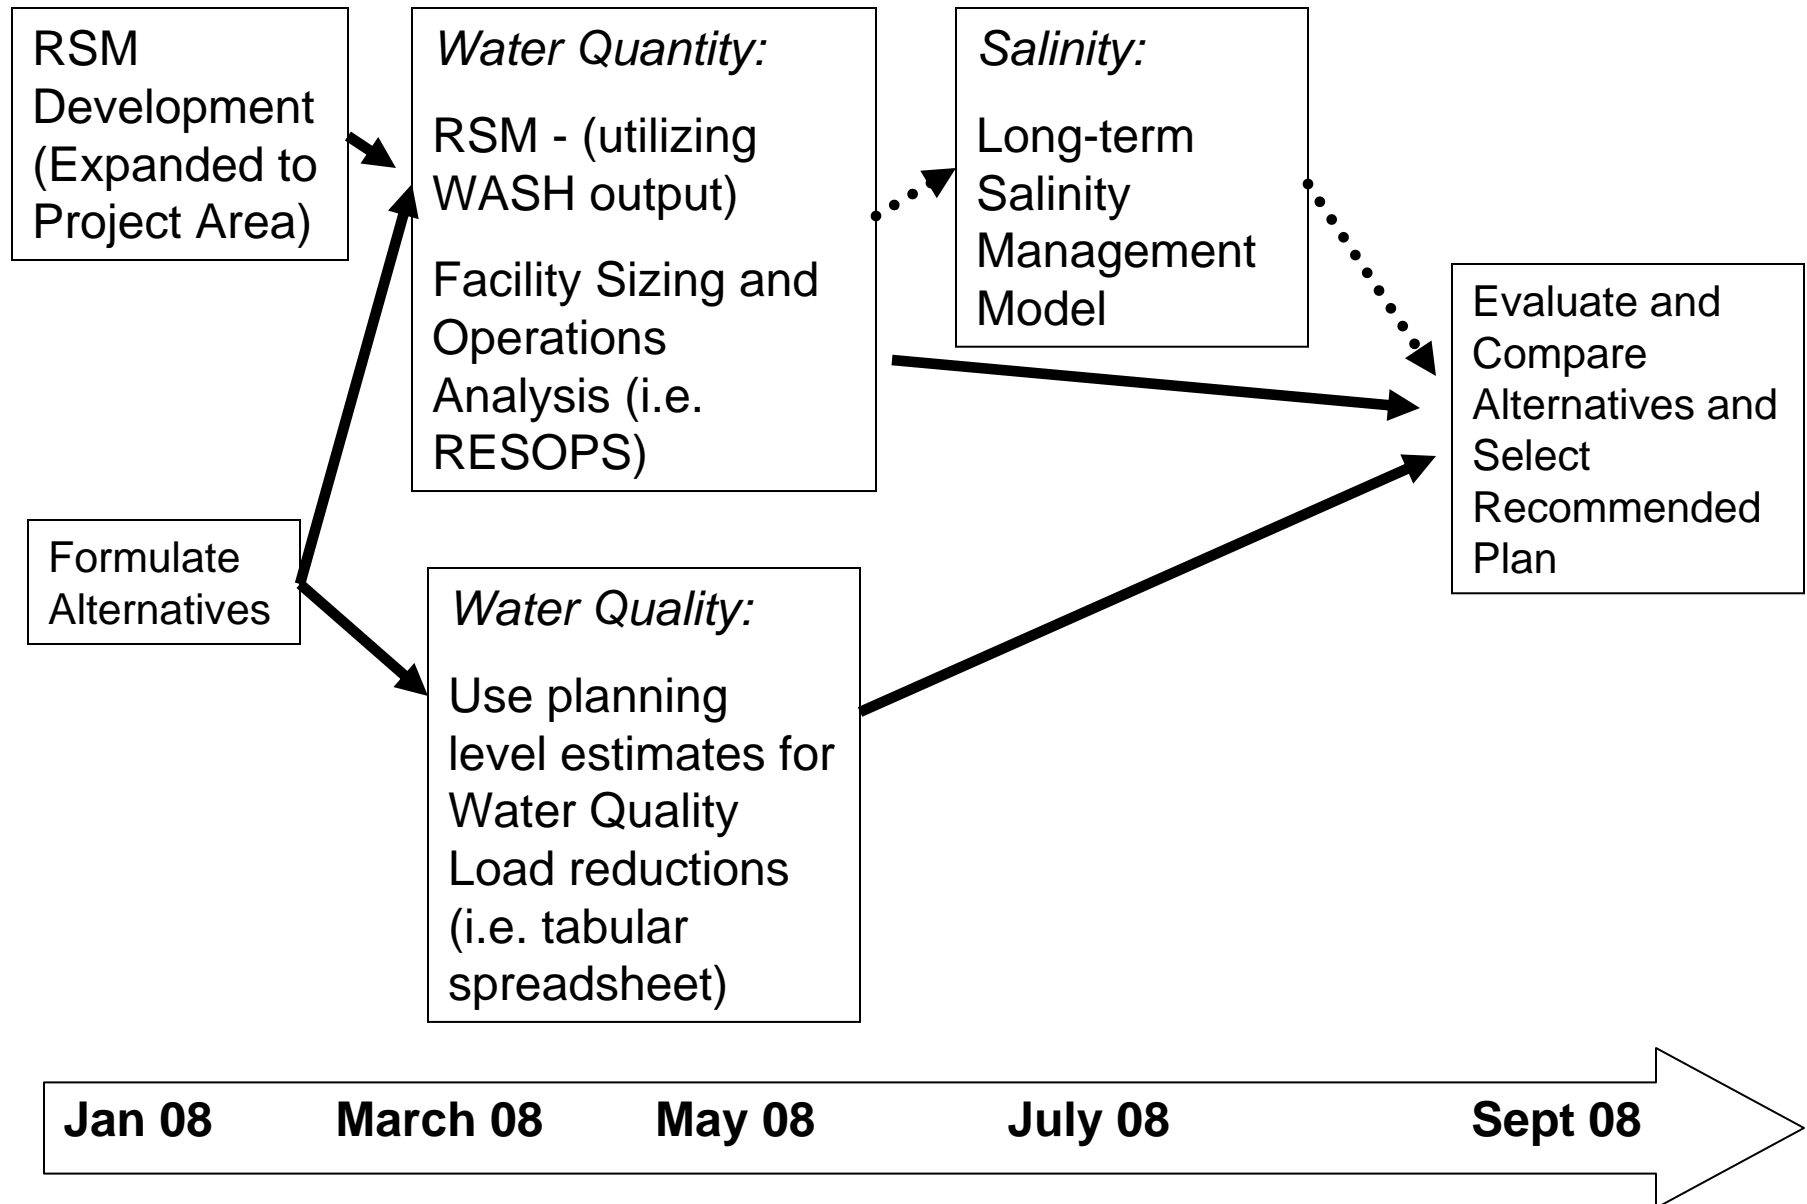 RSM
Development
(Expanded to
Project Area)
Water Quantity:
RSM - (utilizing
WASH output)
Facility Sizing and
Operations
Analysis (i.e.
RESOPS)
Salinity:
Long-term
Salinity
Management
Model
Evaluate and
Compare
Alternatives and
Select
Recommended
Plan
Formulate
Alternatives
Water Quality:
Use planning
level estimates for
Water Quality
Load reductions
(i.e. tabular
spreadsheet)
Jan 08 March 08 May 08 July 08 Sept 08